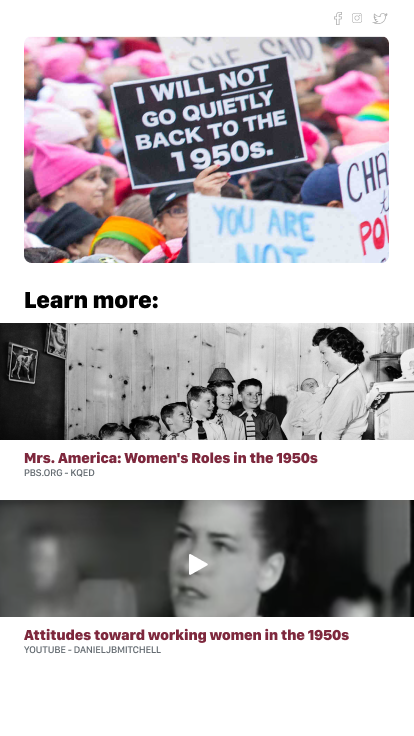 SHE SAID
I WILL NOT
GO QUIETLY
BACK TO THE
1950s.
CHA
YOU ARE
POW
NOT
Learn more:
Mrs. America: Women's Roles in the 1950s
PBS.ORG - KQED
Attitudes toward working women in the 1950s
YOUTUBE - DANIELJBMITCHELL